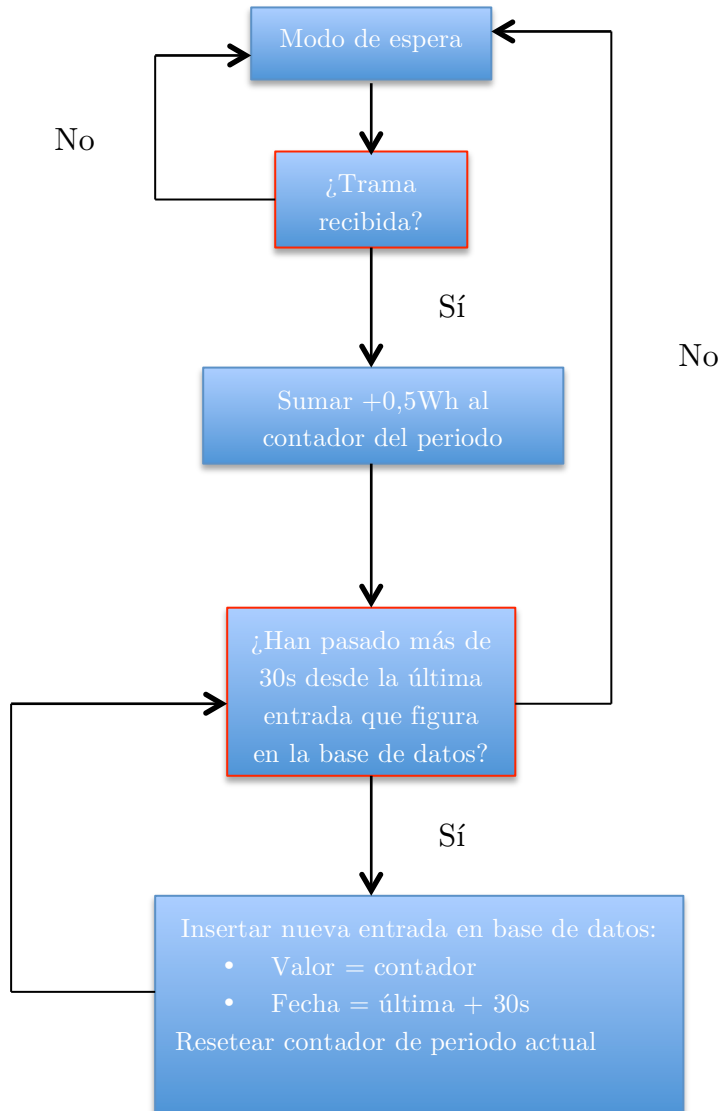 Modo de espera
No
¿Trama
recibida?
Sí
No
Sumar +0,5Wh al
contador del periodo
¿Han pasado más de
30s desde la última
entrada que figura
en la base de datos?
Sí
Insertar nueva entrada en base de datos:
• Valor = contador
• Fecha = última + 30s
Resetear contador de periodo actual